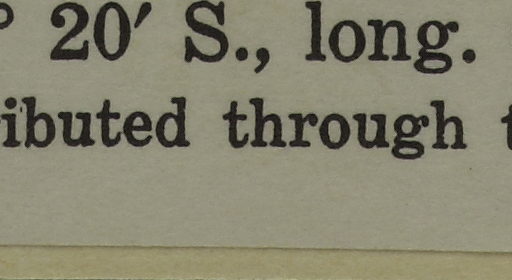 ° 20′ S., long.
ibuted through t